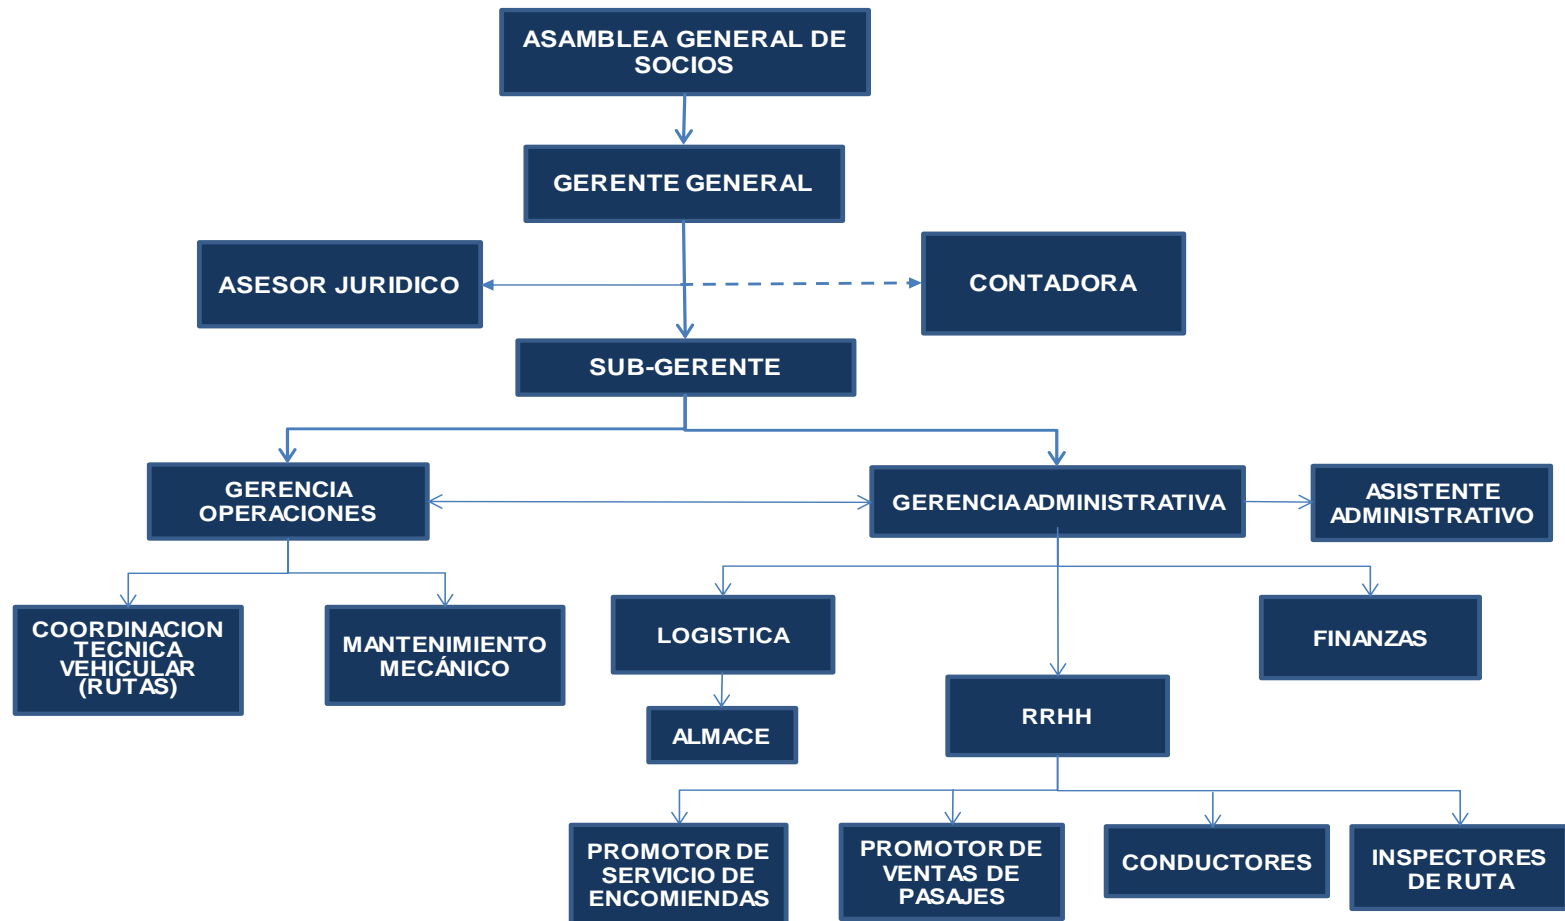 ASAMBLEA GENERAL DE
SOCIOS
GERENTE GENERAL
ASESOR JURIDICO
CONTADORA
SUB-GERENTE
GERENCIA
OPERACIONES
GERENCIA ADMINISTRATIVA
ASISTENTE
ADMINISTRATIVO
COORDINACION
TECNICA
VEHICULAR
(RUTAS)
MANTENIMIENTO
MECÁNICO
LOGISTICA
FINANZAS
ALMACE
RRHH
PROMOTOR DE
SERVICIO DE
ENCOMIENDAS
PROMOTOR DE
VENTAS DE
PASAJES
CONDUCTORES
INSPECTORES
DE RUTA